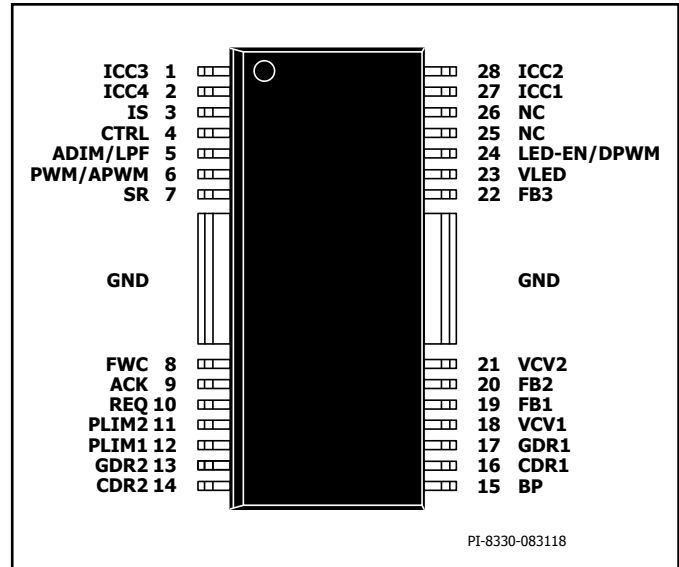 ICC3 1 28 ICC2
ICC4 2 27 ICC1
IS 3 26 NC
CTRL 4 25 NC
ADIM/LPF 5 24 LED-EN/DPWM
PWM/APWM 6 23 VLED
SR 7 22 FB3
GND GND
FWC 8 21 VCV2
ACK 9 20 FB2
REQ 10 19 FB1
PLIM2 11 18 VCV1
PLIM1 12 17 GDR1
GDR2 13 16 CDR1
CDR2 14 15 BP
PI-8330-083118